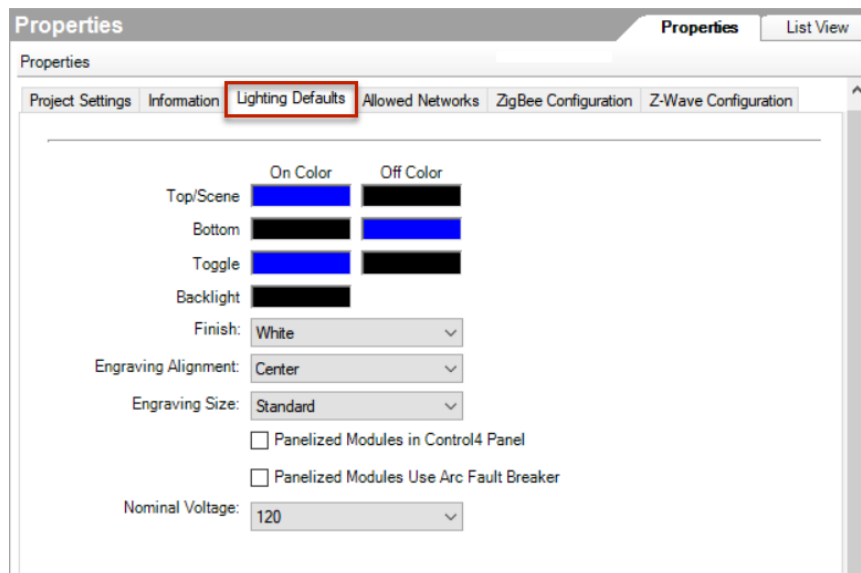 Properties
Properties List View
Properties
Project Settings Information Lighting Defaults Allowed Networks ZigBee Configuration Z-Wave Configuration
On Color Off Color
Top/Scene
Bottom
Toggle
Backlight
Finish: White
Engraving Alignment: Center
Engraving Size: Standard
Panelized Modules in Control4 Panel
Panelized Modules Use Arc Fault Breaker
Nominal Voltage: 120